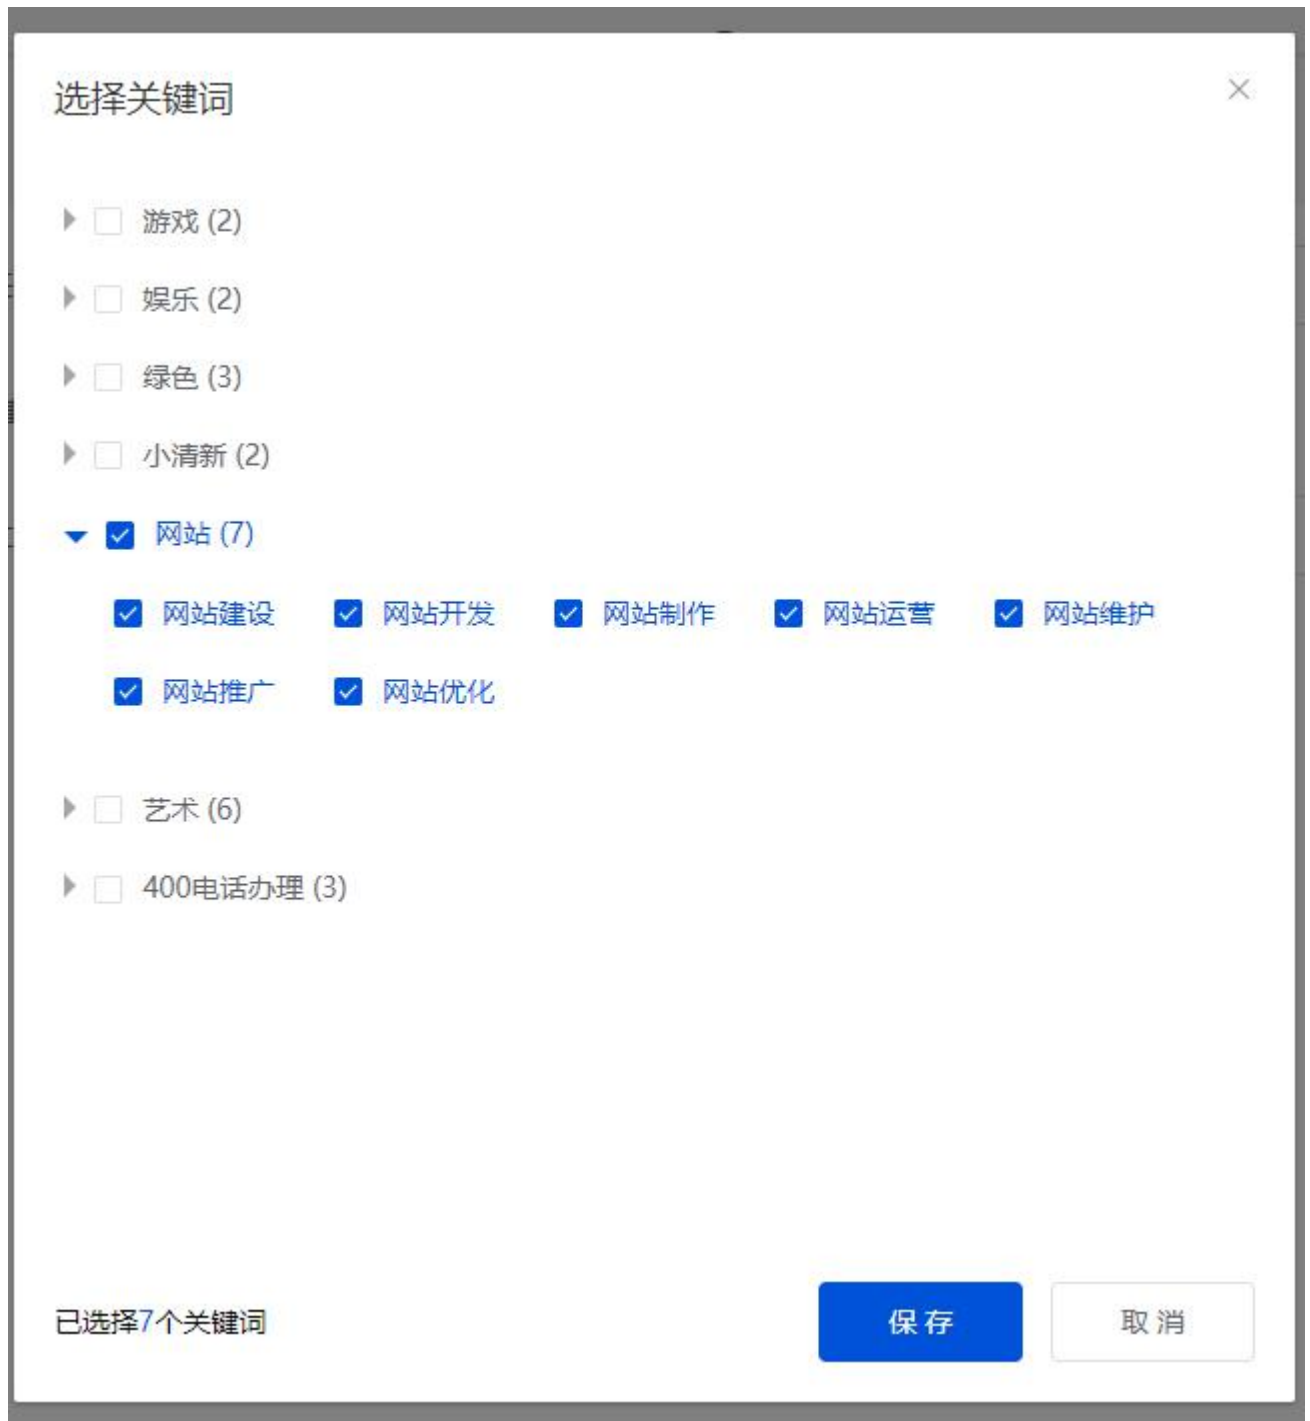 选择关键词
游戏 (2)
娱乐 (2)
绿色 (3)
小清新 (2)
网站 (7)
网站建设 网站开发 网站制作 网站运营 网站维护
网站推广 网站优化
艺术 (6)
400电话办理 (3)
已选择7个关键词 保存 取消